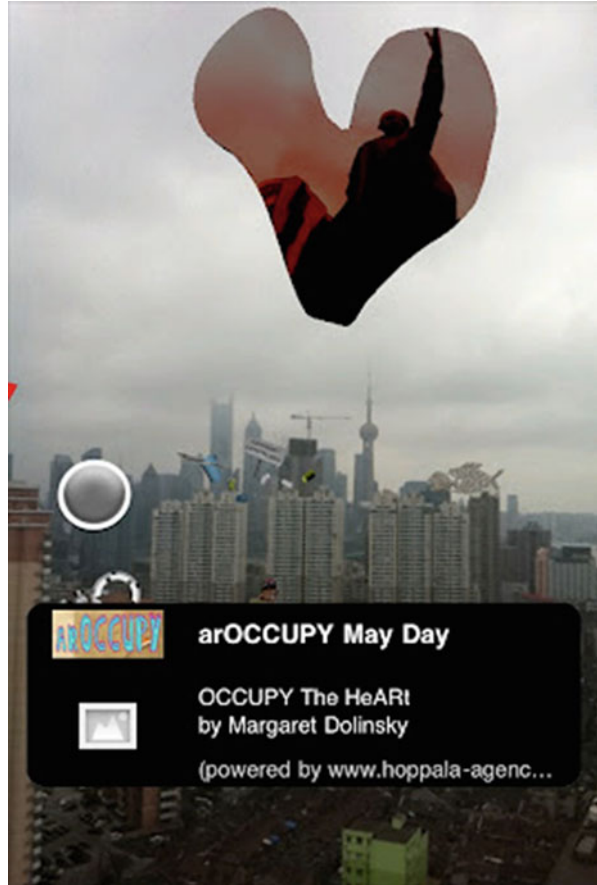 arOCCUPY
arOCCUPY May Day
OCCUPY The HeARt
by Margaret Dolinsky
(powered by www.hoppala-agenc...